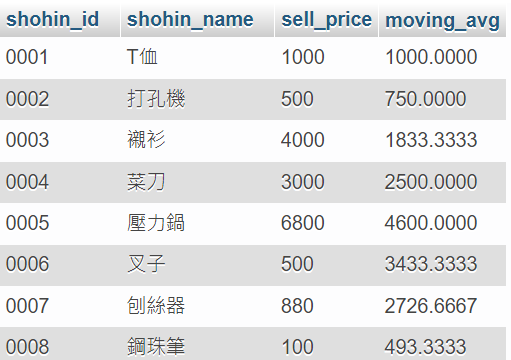 shohin_id shohin_name sell_price moving_avg
0001 T恤 1000 1000.0000
0002 打孔機 500 750.0000
0003 襯衫 4000 1833.3333
0004 菜刀 3000 2500.0000
0005 壓力鍋 6800 4600.0000
0006 叉子 500 3433.3333
0007 刨絲器 880 2726.6667
0008 鋼珠筆 100 493.3333